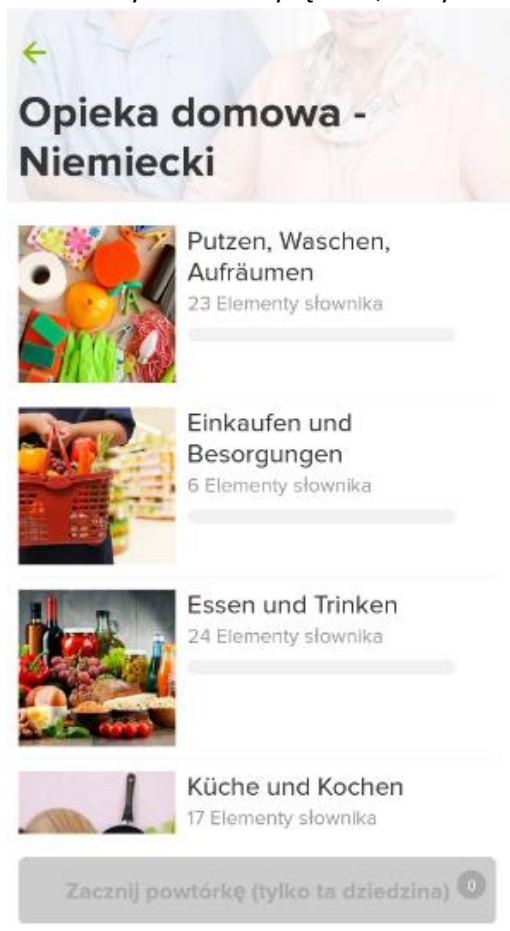 Opieka domowa -
Niemiecki
Putzen, Waschen,
Aufräumen
23 Elementy słownika
Einkaufen und
Besorgungen
6 Elementy słownika
Essen und Trinken
24 Elementy słownika
Küche und Kochen
17 Elementy słownika
Zacznij powtórkę (tylko ta dziedzina) 0